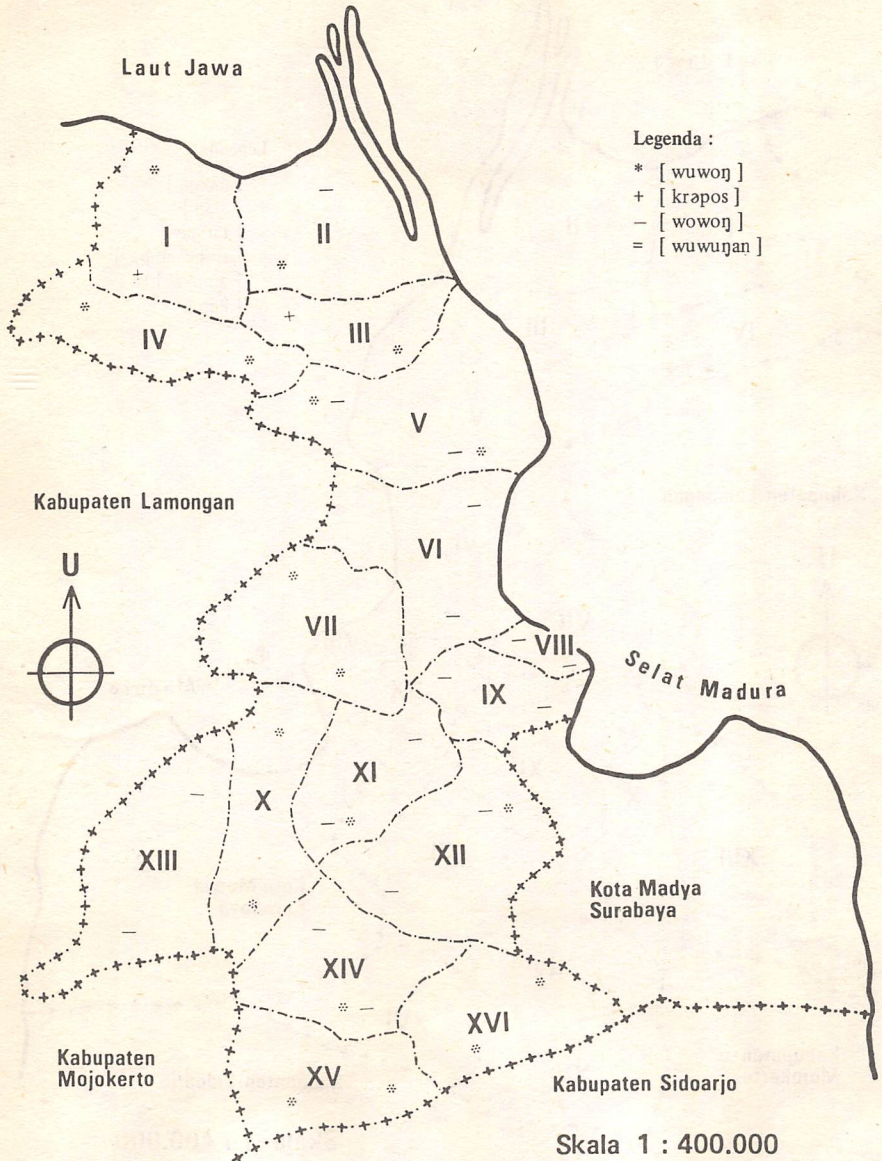 Laut Jawa
Legenda :
* [ wuwoŋ ]
+ [ krəpos ]
– [ wowoŋ ]
= [ wuwuŋan ]
I
II
III
IV
V
Kabupaten Lamongan
VI
U
VII
VIII
Selat Madura
IX
X
XI
XII
XIII
Kota Madya
Surabaya
XIV
XVI
Kabupaten
Mojokerto
XV
Kabupaten Sidoarjo
Skala 1 : 400.000